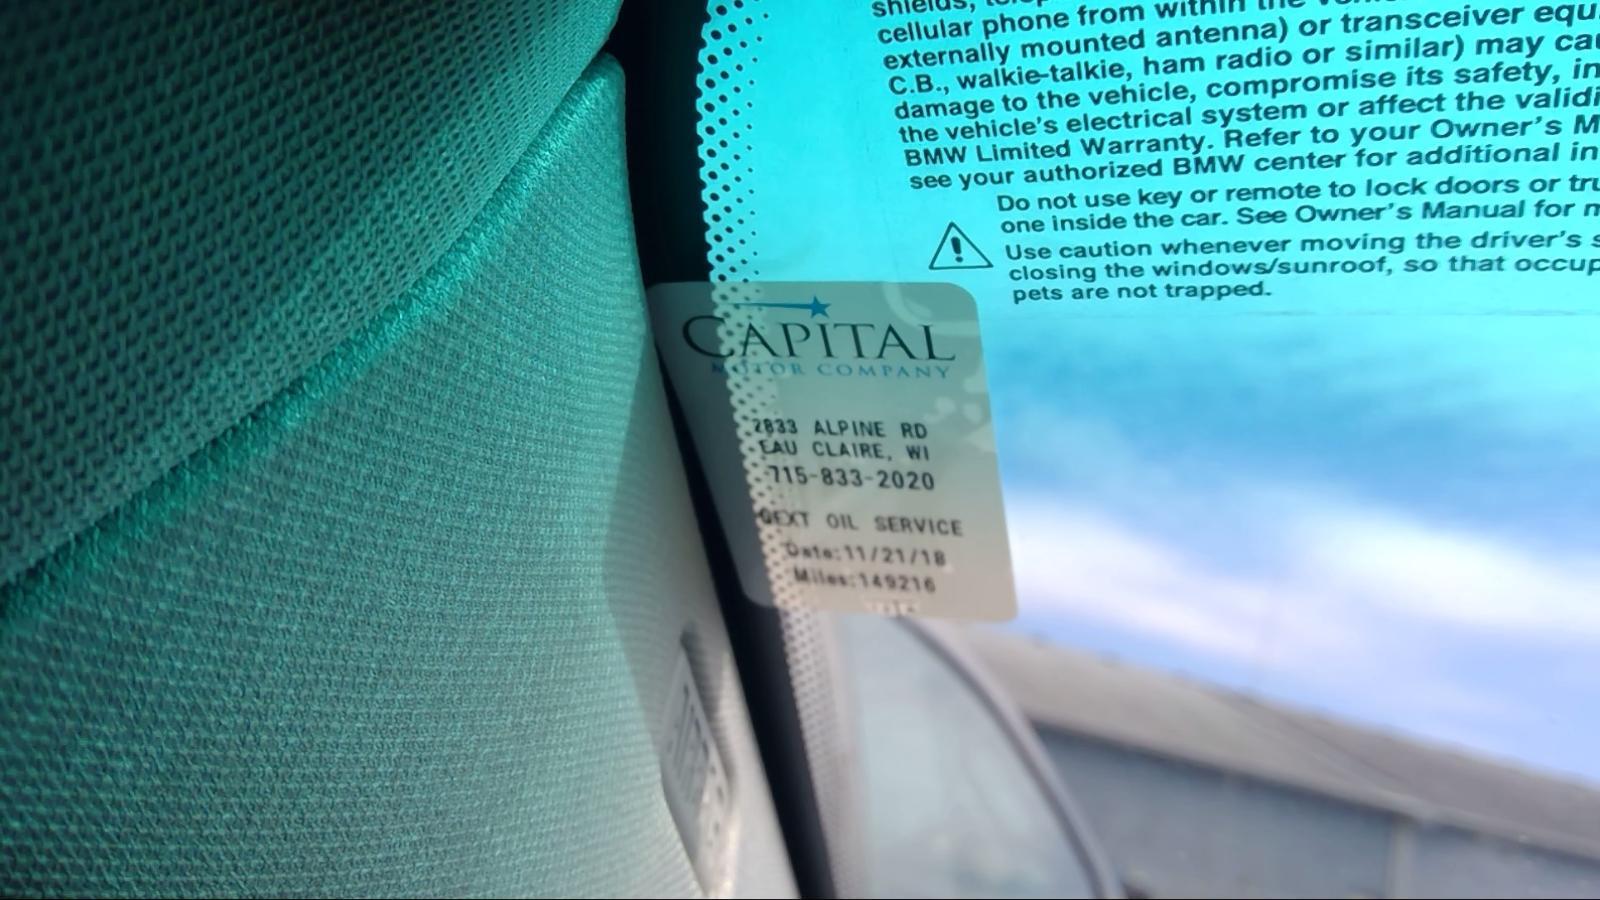 cellular phone from within the
externally mounted antenna) or transceiver equ
C.B., walkie-talkie, ham radio or similar) may ca
damage to the vehicle, compromise its safety, in
the vehicle's electrical system or affect the validi
BMW Limited Warranty. Refer to your Owner's M
see your authorized BMW center for additional in
Do not use key or remote to lock doors or tru
one inside the car. See Owner's Manual for m
Use caution whenever moving the driver's s
closing the windows/sunroof, so that occup
pets are not trapped.
CAPITAL
MOTOR COMPANY
2833 ALPINE RD
EAU CLAIRE, WI
715-833-2020
NEXT OIL SERVICE
Date:11/21/18
Miles:149216